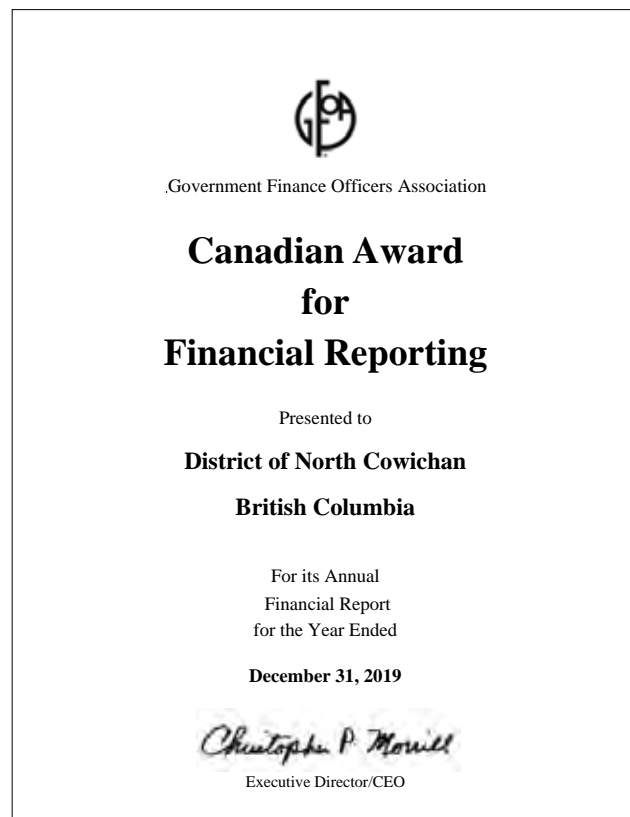 GFOA
Government Finance Officers Association
Canadian Award
for
Financial Reporting
Presented to
District of North Cowichan
British Columbia
For its Annual
Financial Report
for the Year Ended
December 31, 2019
Christopher P. Morrill
Executive Director/CEO